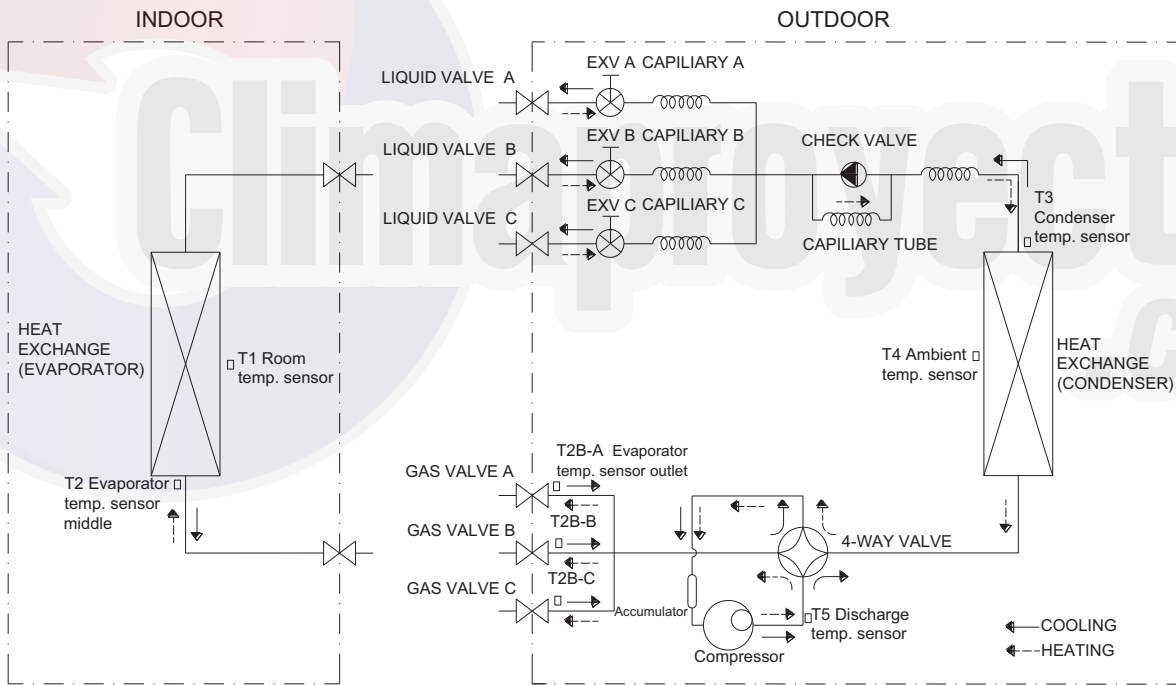 INDOOR
OUTDOOR
LIQUID VALVE A
EXV A CAPILIARY A
LIQUID VALVE B
EXV B CAPILIARY B
CHECK VALVE
LIQUID VALVE C
EXV C CAPILIARY C
CAPILIARY TUBE
T3
Condenser
temp. sensor
HEAT
EXCHANGE
(EVAPORATOR)
T1 Room
temp. sensor
T4 Ambient
temp. sensor
HEAT
EXCHANGE
(CONDENSER)
T2 Evaporator
temp. sensor
middle
GAS VALVE A
T2B-A Evaporator
temp. sensor outlet
GAS VALVE B
T2B-B
4-WAY VALVE
GAS VALVE C
T2B-C
Accumulator
Compressor
T5 Discharge
temp. sensor
COOLING
HEATING
Climaproyect
.c